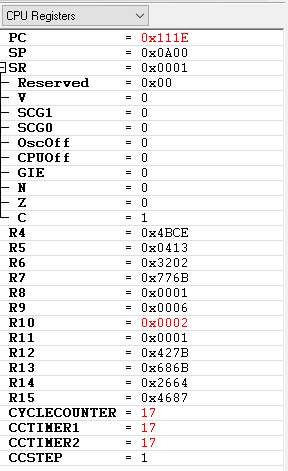 CPU Registers
PC = 0x111E
SP = 0x0A00
SR = 0x0001
Reserved = 0x00
V = 0
SCG1 = 0
SCG0 = 0
OscOff = 0
CPUOff = 0
GIE = 0
N = 0
Z = 0
C = 1
R4 = 0x4BCE
R5 = 0x0413
R6 = 0x3202
R7 = 0x776B
R8 = 0x0001
R9 = 0x0006
R10 = 0x0002
R11 = 0x0001
R12 = 0x427B
R13 = 0x686B
R14 = 0x2664
R15 = 0x4687
CYCLECOUNTER = 17
CCTIMER1 = 17
CCTIMER2 = 17
CCSTEP = 1